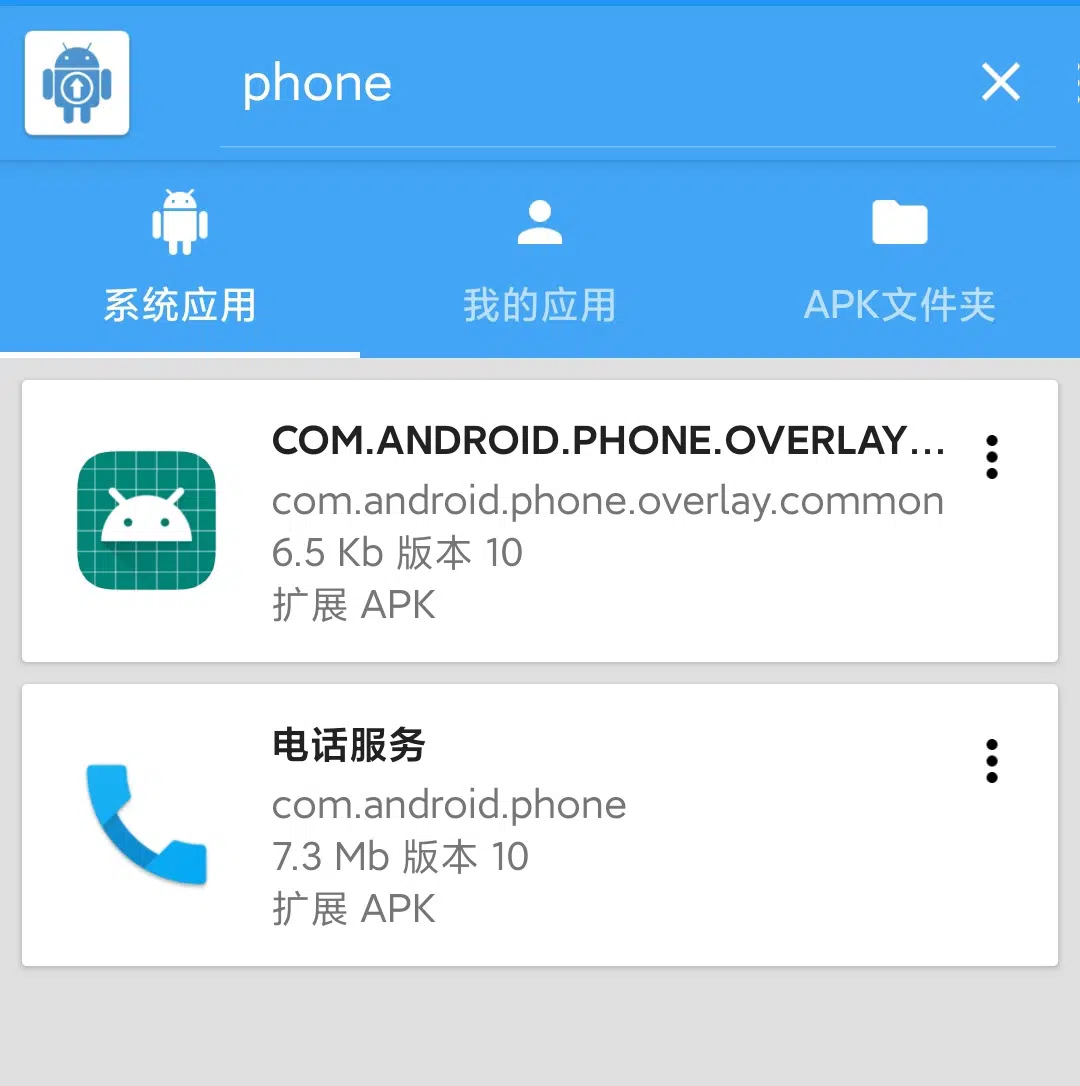 phone
系统应用
我的应用
APK文件夹
COM.ANDROID.PHONE.OVERLAY...
com.android.phone.overlay.common
6.5 Kb 版本 10
扩展 APK
电话服务
com.android.phone
7.3 Mb 版本 10
扩展 APK